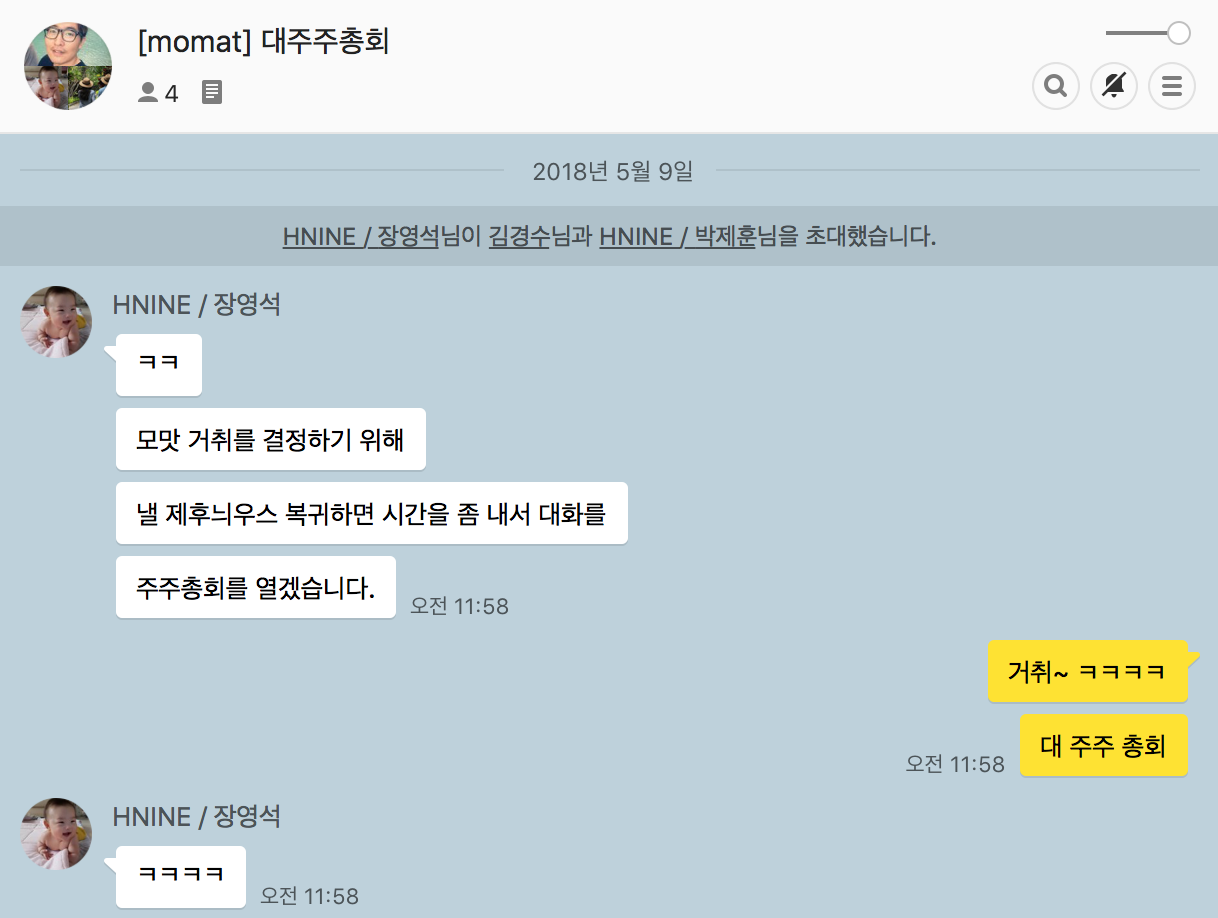 [momat] 대주주총회
4
2018년 5월 9일
HNINE / 장영석님이 김경수님과 HNINE / 박제훈님을 초대했습니다.
HNINE / 장영석
ㅋㅋ
모맛 거취를 결정하기 위해
낼 제후늬우스 복귀하면 시간을 좀 내서 대화를
주주총회를 열겠습니다.
오전 11:58
거취~ ㅋㅋㅋㅋ
대 주주 총회
오전 11:58
HNINE / 장영석
ㅋㅋㅋㅋ
오전 11:58